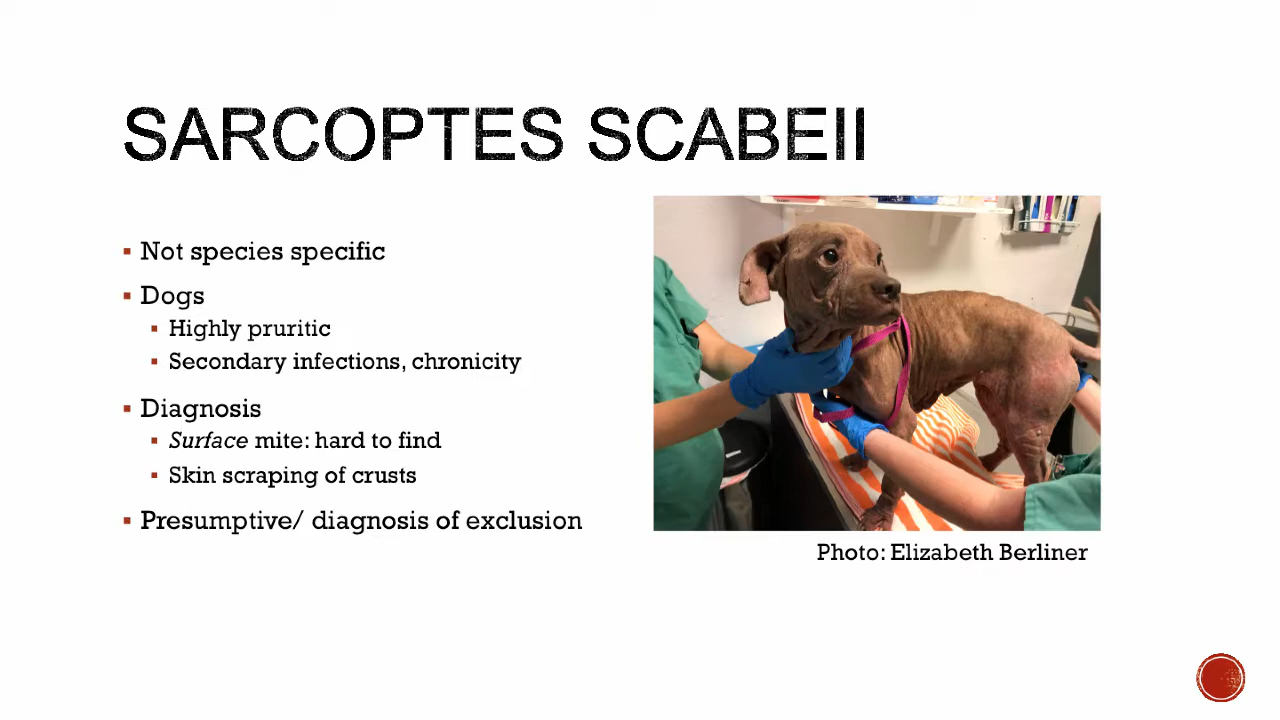 SARCOPTES SCABEII
▪ Not species specific
▪ Dogs
▪ Highly pruritic
▪ Secondary infections, chronicity
▪ Diagnosis
▪ Surface mite: hard to find
▪ Skin scraping of crusts
▪ Presumptive/ diagnosis of exclusion
Photo: Elizabeth Berliner